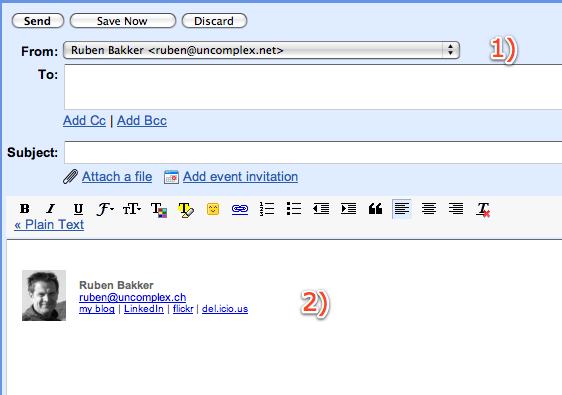 Send Save Now Discard
From: Ruben Bakker <ruben@uncomplex.net> 1)
To:
Add Cc | Add Bcc
Subject:
Attach a file Add event invitation
B I U F T T T T
« Plain Text
Ruben Bakker
ruben@uncomplex.ch
my blog | LinkedIn | flickr | del.icio.us
2)